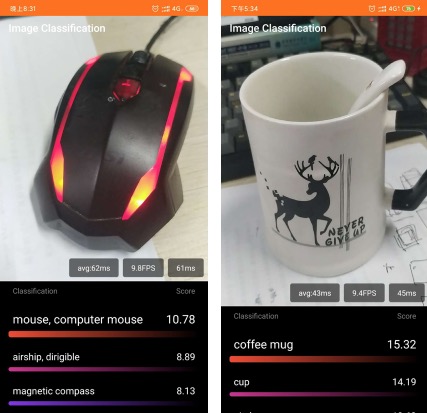 晚上8:31
4G
Image Classification
avg:62ms
9.8FPS
61ms
Classification
Score
mouse, computer mouse
10.78
airship, dirigible
8.89
magnetic compass
8.13
下午5:34
4G
Image Classification
NEVER
GIVE UP
avg:43ms
9.4FPS
45ms
Classification
Score
coffee mug
15.32
cup
14.19